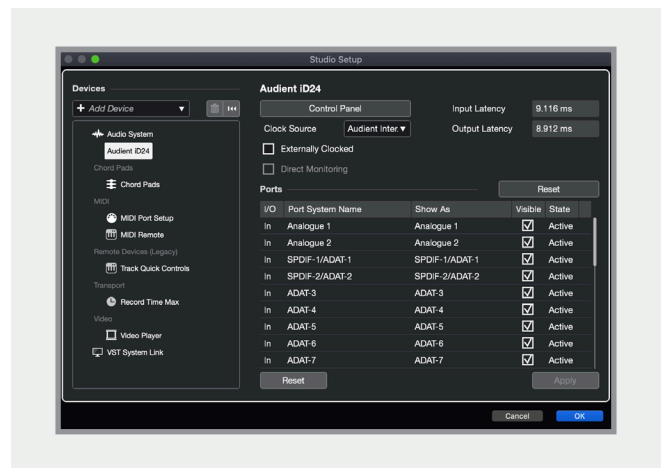 Studio Setup
Devices
+ Add Device
Audio System
Audient iD24
Chord Pads
Chord Pads
MIDI
MIDI Port Setup
MIDI Remote
Remote Devices (Legacy)
Track Quick Controls
Transport
Record Time Max
Video
Video Player
VST System Link
Audient iD24
Control Panel Input Latency 9.116 ms
Clock Source Audient Inter. Output Latency 8.912 ms
Externally Clocked
Direct Monitoring
Ports Reset
I/O Port System Name Show As Visible State
In Analogue 1 Analogue 1 Active
In Analogue 2 Analogue 2 Active
In SPDIF-1/ADAT-1 SPDIF-1/ADAT-1 Active
In SPDIF-2/ADAT-2 SPDIF-2/ADAT-2 Active
In ADAT-3 ADAT-3 Active
In ADAT-4 ADAT-4 Active
In ADAT-5 ADAT-5 Active
In ADAT-6 ADAT-6 Active
In ADAT-7 ADAT-7 Active
Reset Apply
Cancel OK